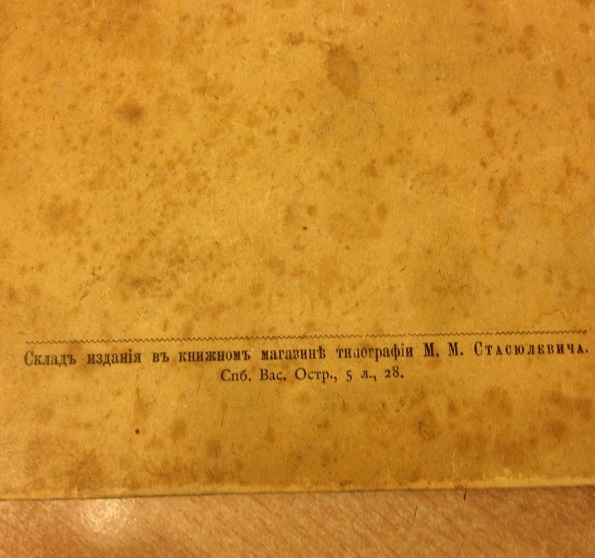 Складъ изданія въ книжномъ магазинѣ типографіи М. М. Стасюлевича.
Спб. Вас. Остр., 5 л., 28.